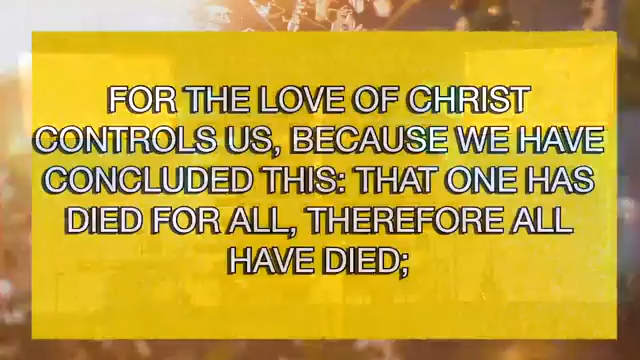 FOR THE LOVE OF CHRIST
CONTROLS US, BECAUSE WE HAVE
CONCLUDED THIS: THAT ONE HAS
DIED FOR ALL, THEREFORE ALL
HAVE DIED;